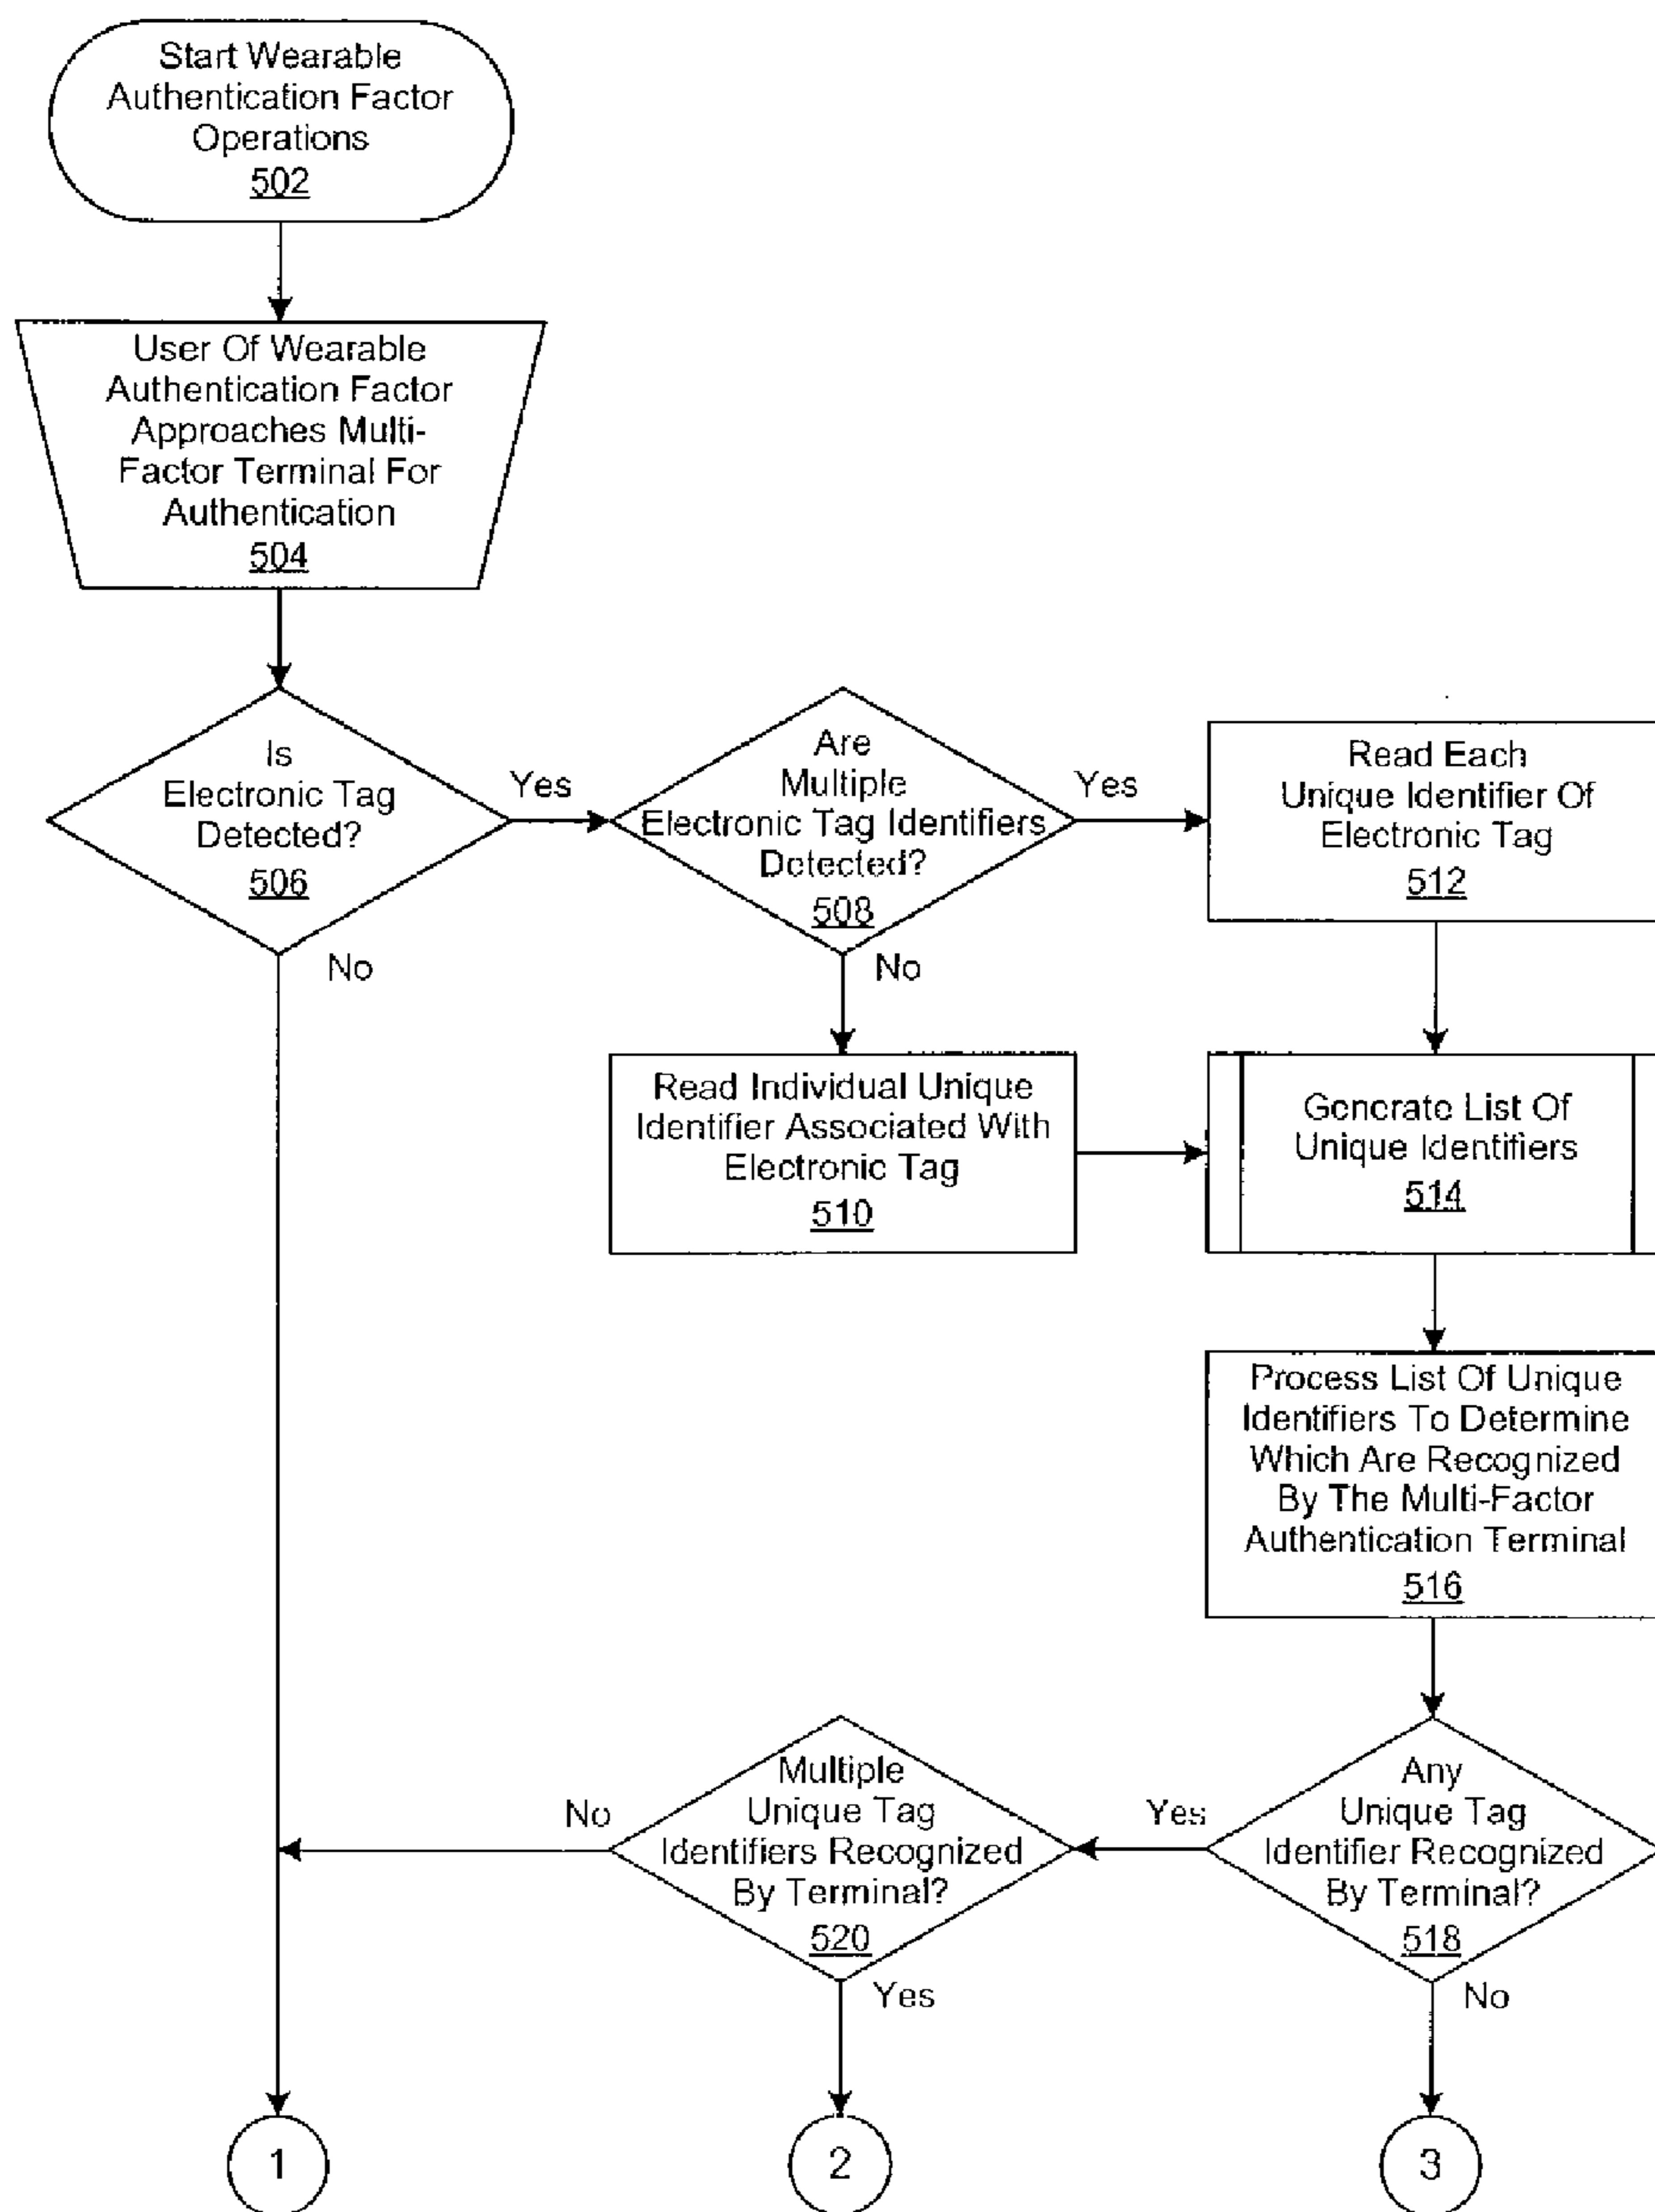 Start Wearable
Authentication Factor
Operations
502
User Of Wearable
Authentication Factor
Approaches Multi-
Factor Terminal For
Authentication
504
Is
Electronic Tag
Detected?
506
Yes
No
Are
Multiple
Electronic Tag Identifiers
Detected?
508
Yes
No
Read Each
Unique Identifier Of
Electronic Tag
512
Read Individual Unique
Identifier Associated With
Electronic Tag
510
Generate List Of
Unique Identifiers
514
Process List Of Unique
Identifiers To Determine
Which Are Recognized
By The Multi-Factor
Authentication Terminal
516
Any
Unique Tag
Identifier Recognized
By Terminal?
518
Yes
No
Multiple
Unique Tag
Identifiers Recognized
By Terminal?
520
No
Yes
1
2
3